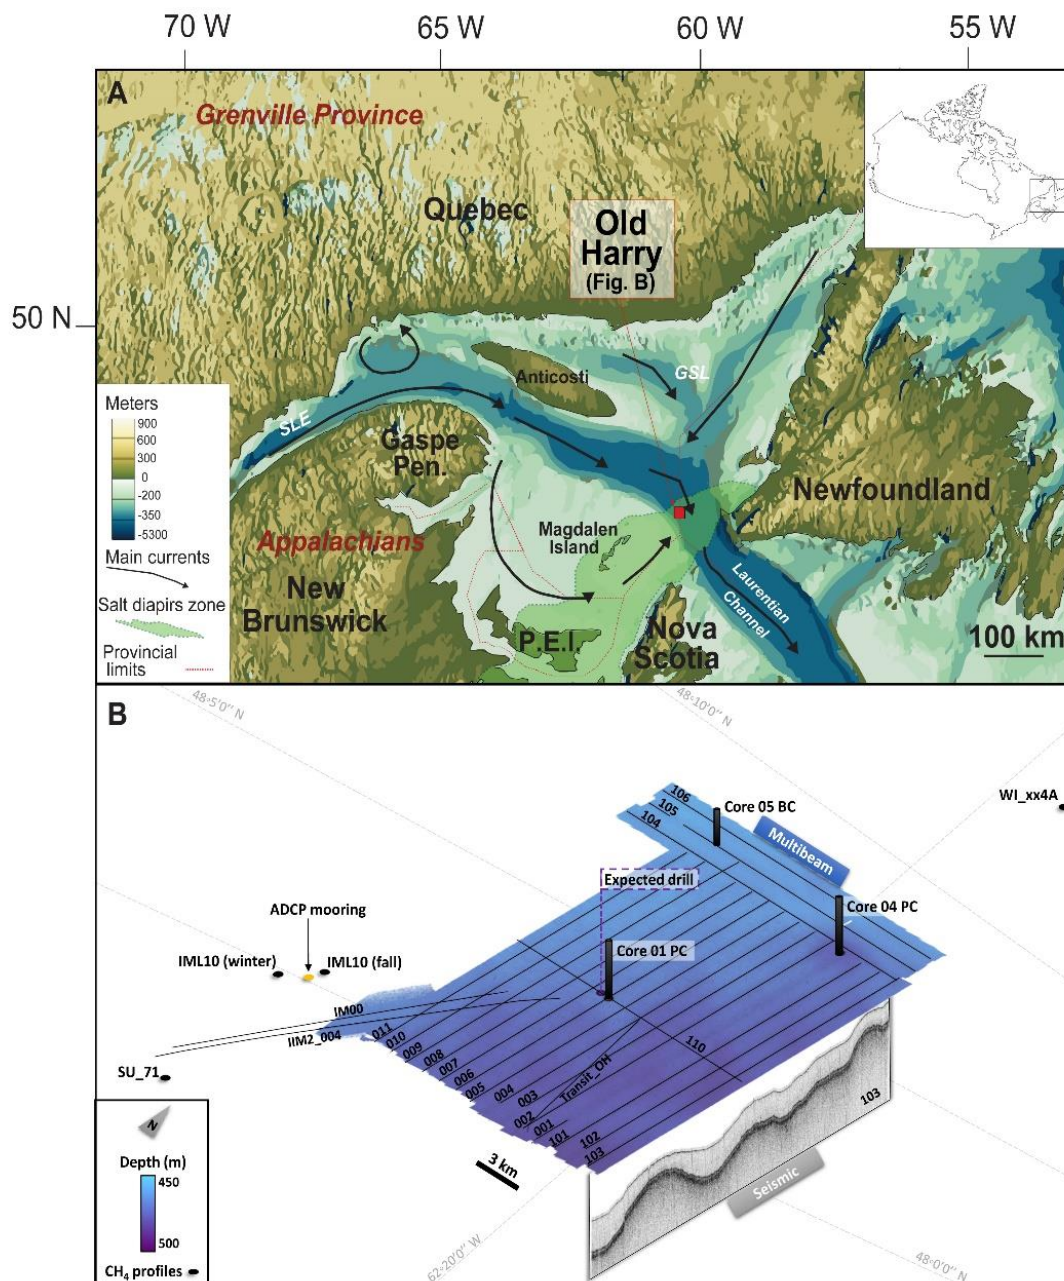 70 W
65 W
60 W
55 W
A
Grenville Province
Quebec
Old
Harry
(Fig. B)
50 N
Anticosti
GSL
SLE
Meters
900
600
300
0
-200
-350
-5300
Main currents
Salt diapirs zone
Provincial
limits
Gaspe
Pen.
Newfoundland
Magdalen
Island
Appalachians
New
Brunswick
P.E.I.
Nova
Scotia
Laurentian
Channel
100 km
B
48°5'0'' N
48°10'0'' N
WI_xx4A
106
105
104
Core 05 BC
Multibeam
Expected drill
Core 04 PC
ADCP mooring
Core 01 PC
IML10 (winter)
IML10 (fall)
IM00
IIM2_004
011
010
009
008
007
006
005
004
003
002
001
101
102
103
110
Transit_OH
SU_71
103
N
Depth (m)
450
500
CH4 profiles
3 km
Seismic
62°20'0'' W
48°0'0'' N